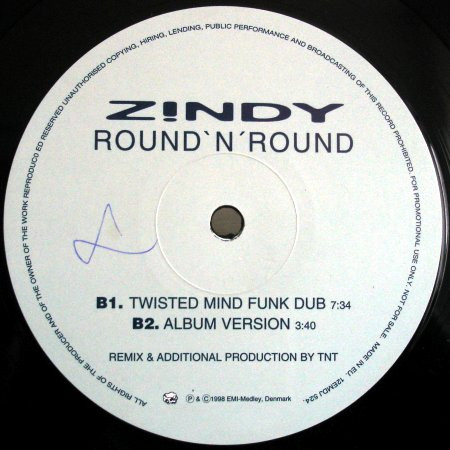 ALL RIGHTS OF THE PRODUCER AND OF THE OWNER OF THE WORK REPRODUC0 ED RESERVED UNAUTHORISED COPYING, HIRING, LENDING, PUBLIC PERFORMANCE AND BROADCASTING OF THIS RECORD PROHIBITED. FOR PROMOTIONAL USE ONLY. NOT FOR SALE. MADE IN EU. 12EMDJ 524·
Z!NDY
ROUND`N´ROUND
B1. TWISTED MIND FUNK DUB 7:34
B2. ALBUM VERSION 3:40
REMIX & ADDITIONAL PRODUCTION BY TNT
℗ & ©1998 EMI-Medley, Denmark